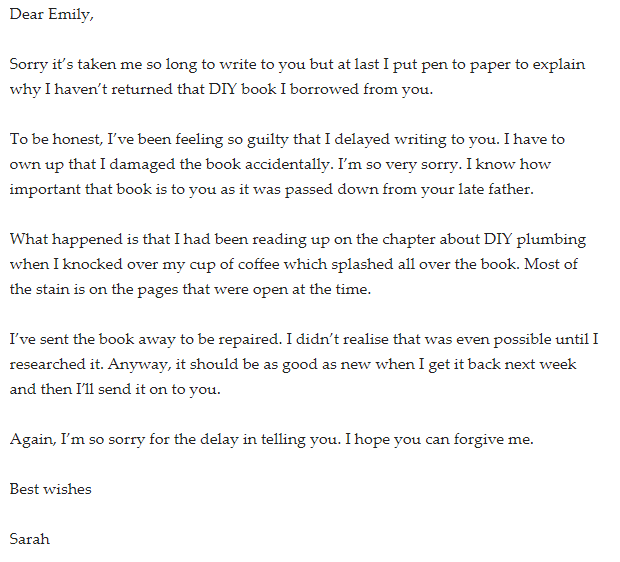 Dear Emily,
Sorry it's taken me so long to write to you but at last I put pen to paper to explain
why I haven't returned that DIY book I borrowed from you.
To be honest, I've been feeling so guilty that I delayed writing to you. I have to
own up that I damaged the book accidentally. I'm so very sorry. I know how
important that book is to you as it was passed down from your late father.
What happened is that I had been reading up on the chapter about DIY plumbing
when I knocked over my cup of coffee which splashed all over the book. Most of
the stain is on the pages that were open at the time.
I've sent the book away to be repaired. I didn't realise that was even possible until I
researched it. Anyway, it should be as good as new when I get it back next week
and then I'll send it on to you.
Again, I'm so sorry for the delay in telling you. I hope you can forgive me.
Best wishes
Sarah